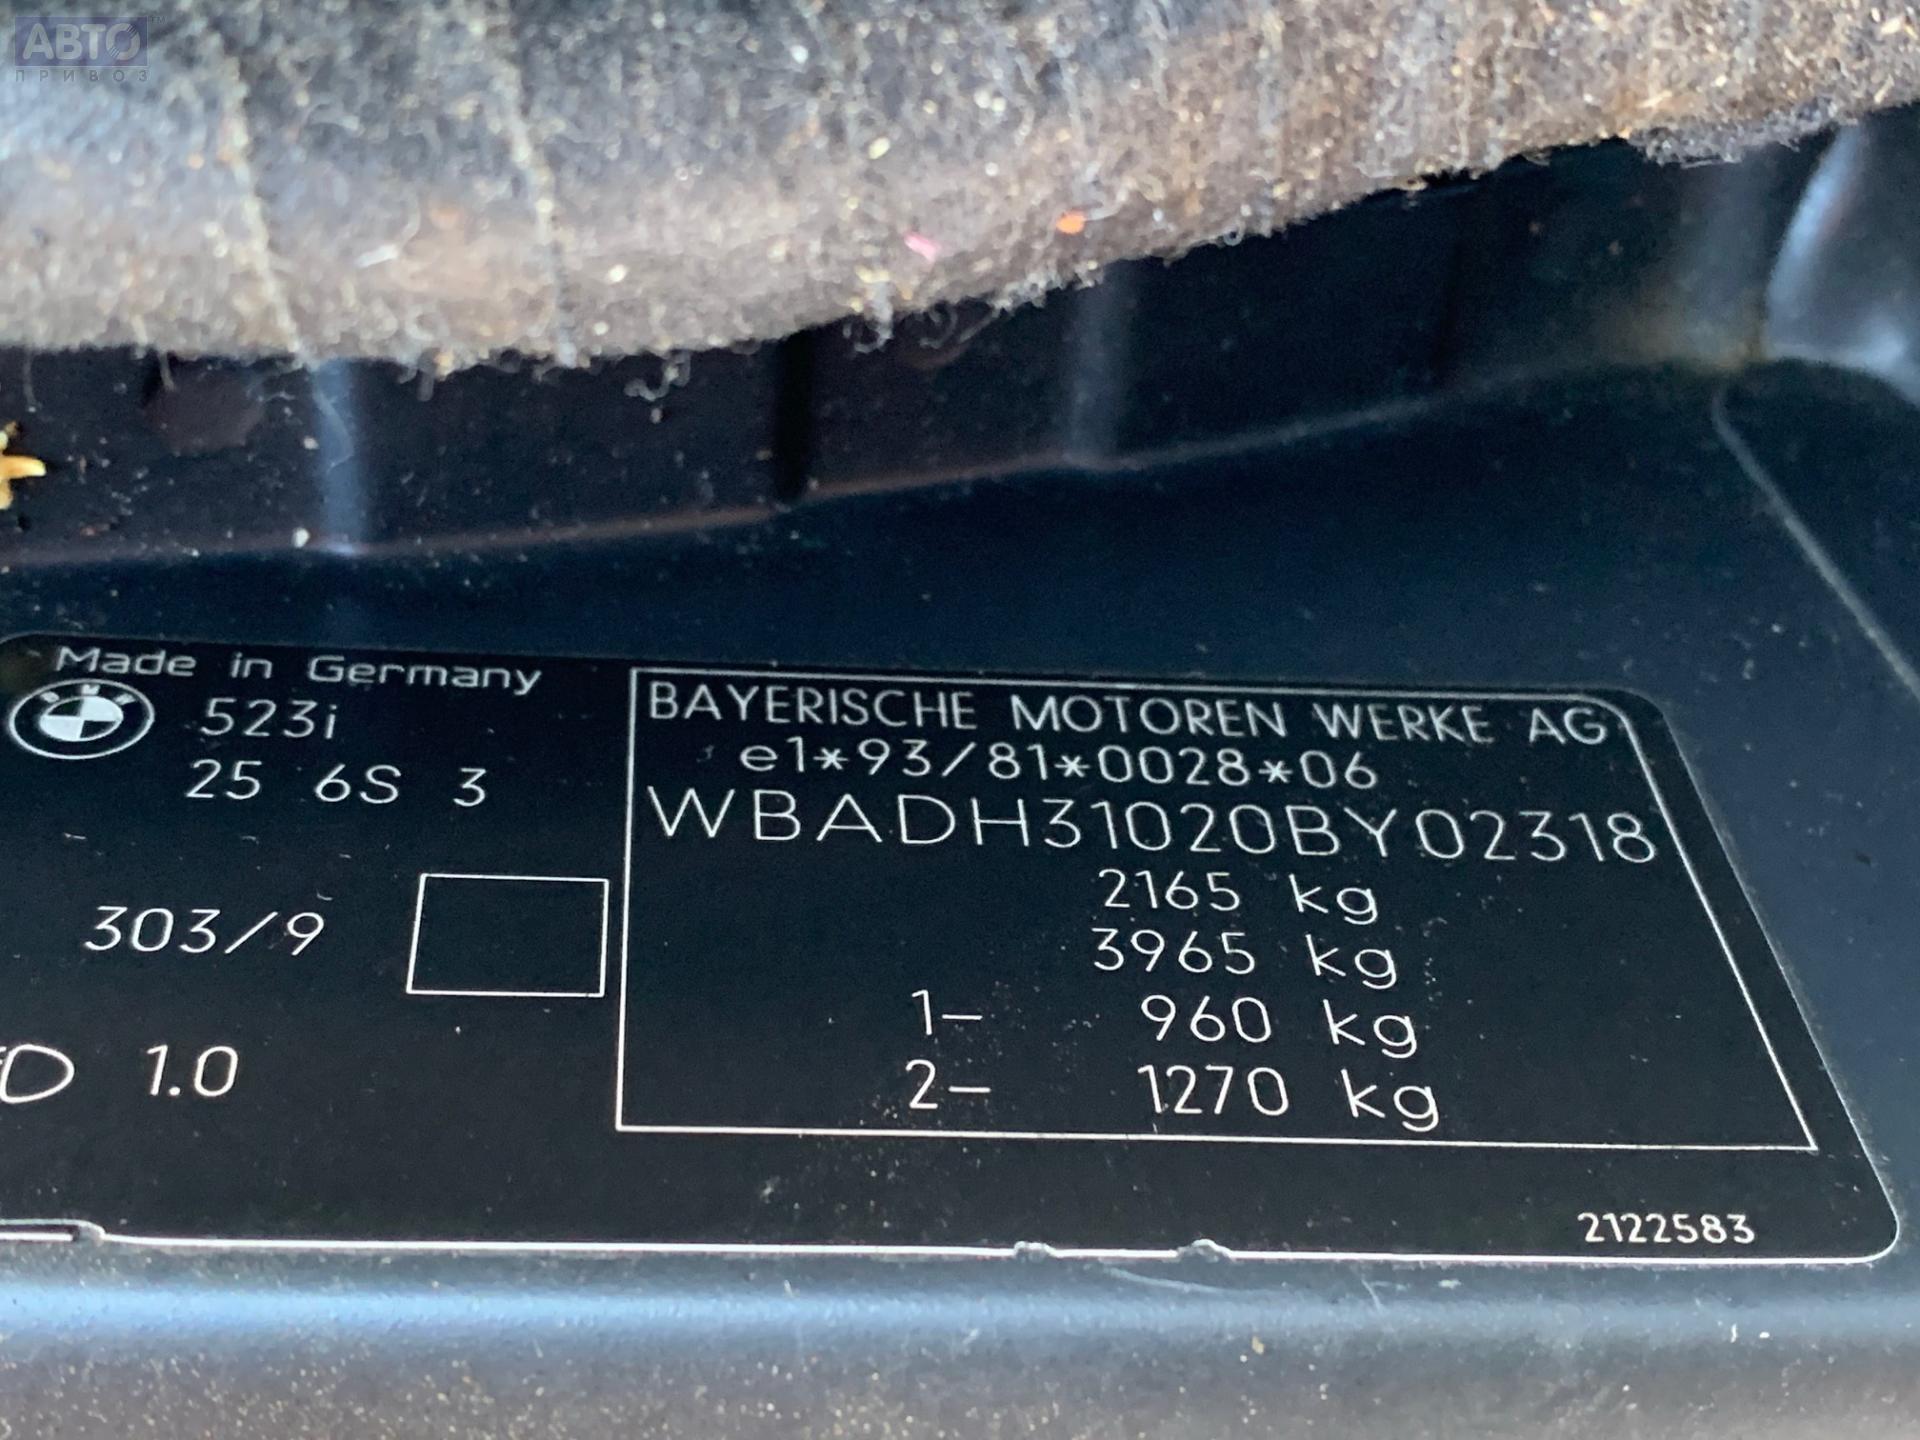 АВТО
ПРИВОЗ
Made in Germany
BMW
523i
25 6S 3
303/9
1.0
BAYERISCHE MOTOREN WERKE AG
e1*93/81*0028*06
WBADH31020BY02318
2165 kg
3965 kg
1– 960 kg
2– 1270 kg
2122583